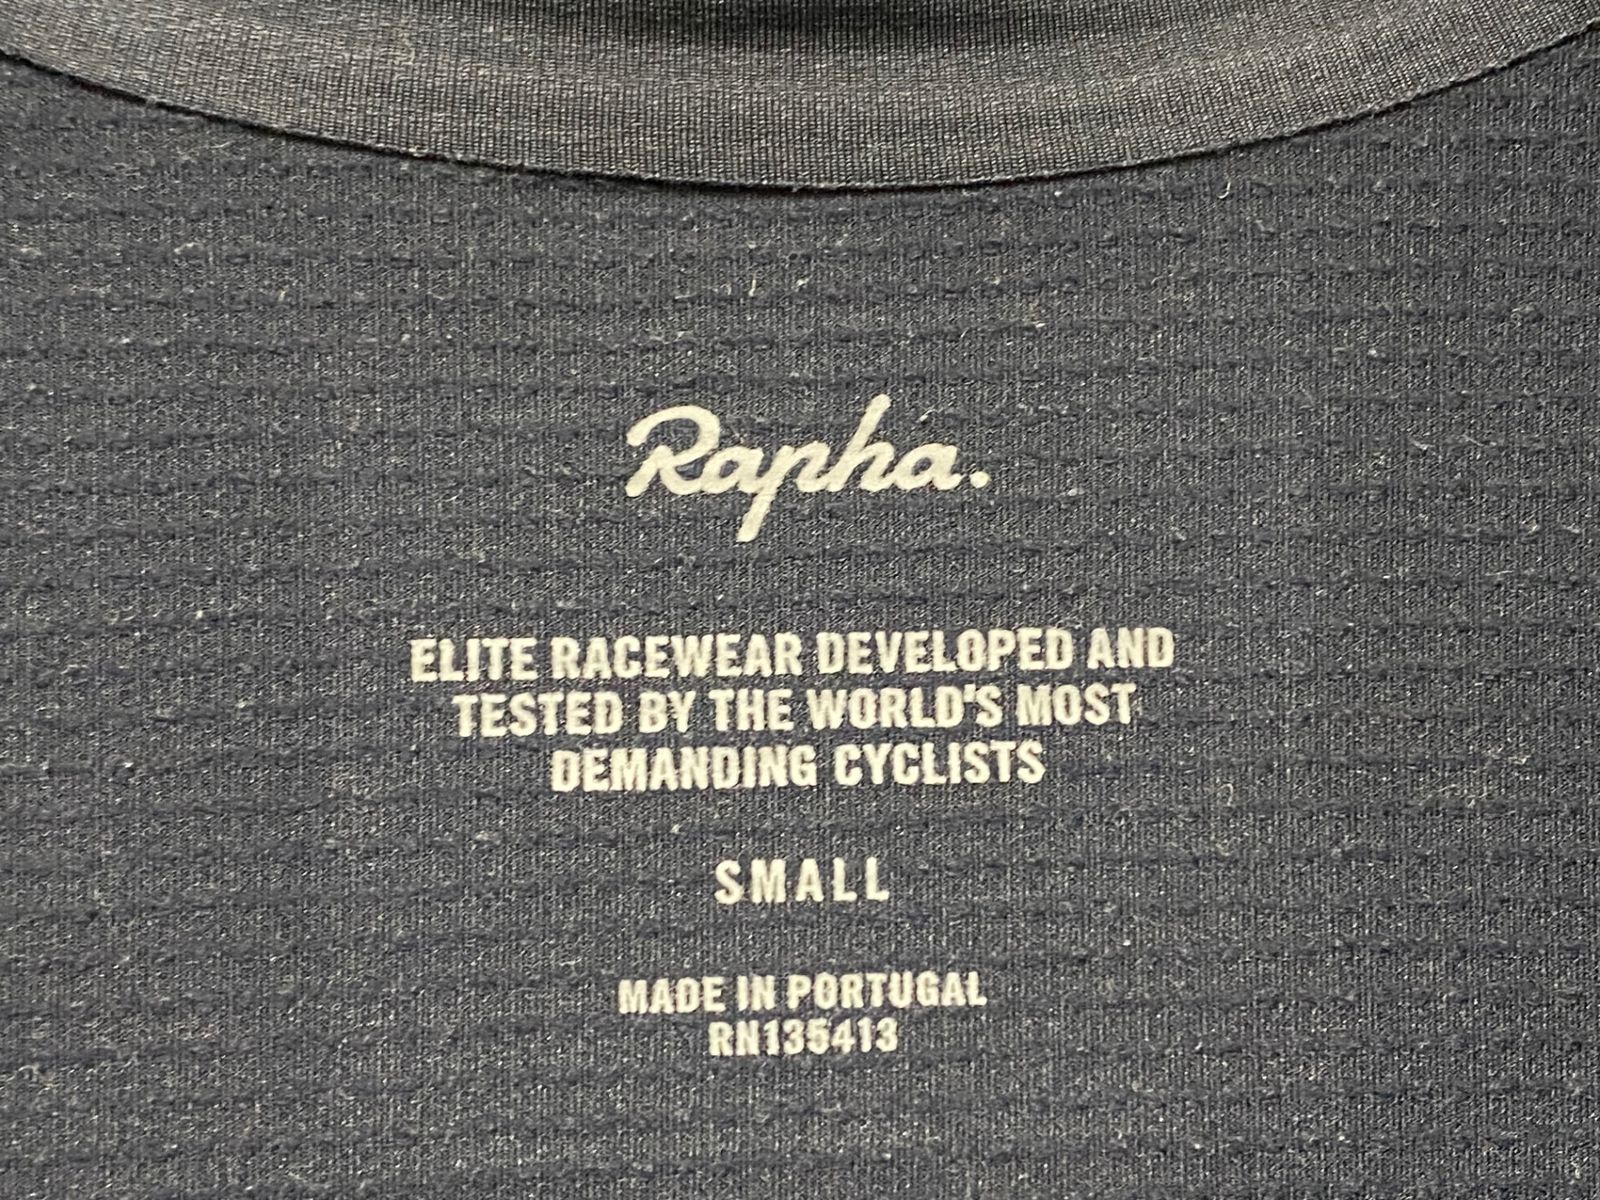 Rapha.
ELITE RACEWEAR DEVELOPED AND
TESTED BY THE WORLD'S MOST
DEMANDING CYCLISTS
SMALL
MADE IN PORTUGAL
RN135413